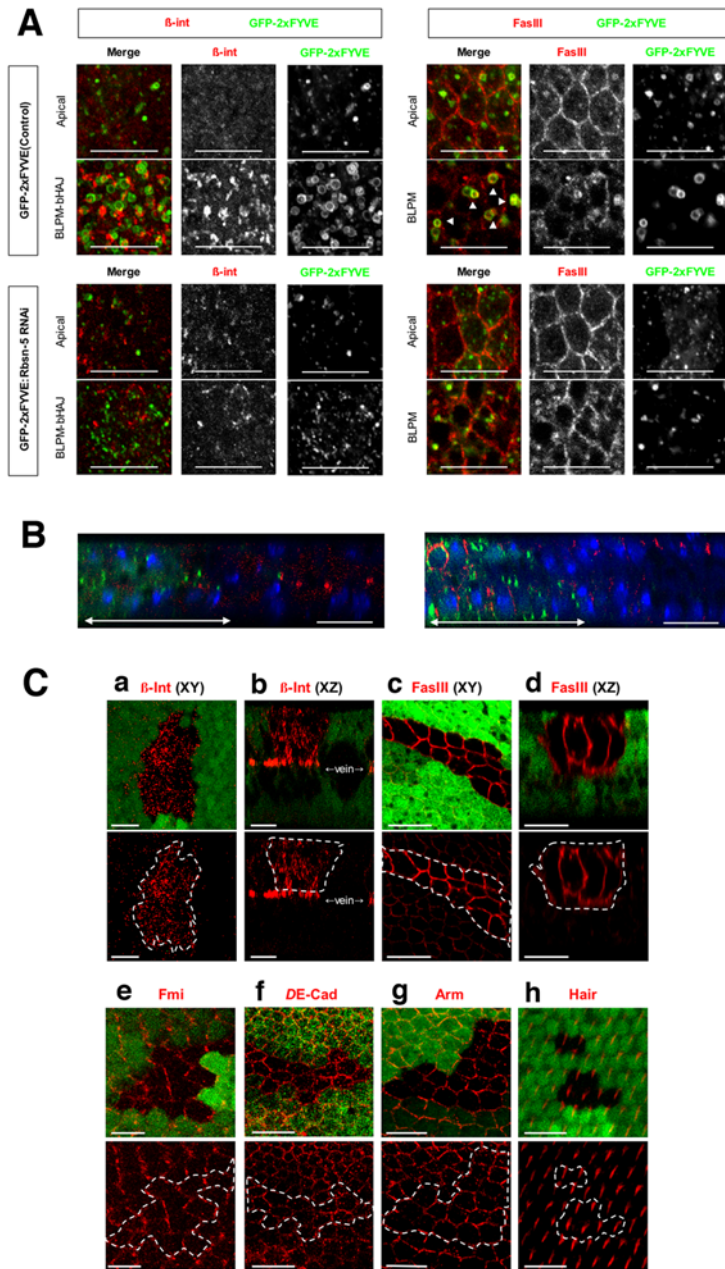 A
ß-int GFP-2xFYVE
FasIII GFP-2xFYVE
Merge ß-int GFP-2xFYVE
Merge FasIII GFP-2xFYVE
GFP-2xFYVE(Control)
Apical
BLPM-bHAJ
Apical
BLPM
Merge ß-int GFP-2xFYVE
Merge FasIII GFP-2xFYVE
GFP-2xFYVE:Rbsn-5 RNAi
Apical
BLPM-bHAJ
Apical
BLPM
B
C
a ß-Int (XY)
b ß-Int (XZ)
c FasIII (XY)
d FasIII (XZ)
←vein→
←vein→
e Fmi
f DE-Cad
g Arm
h Hair